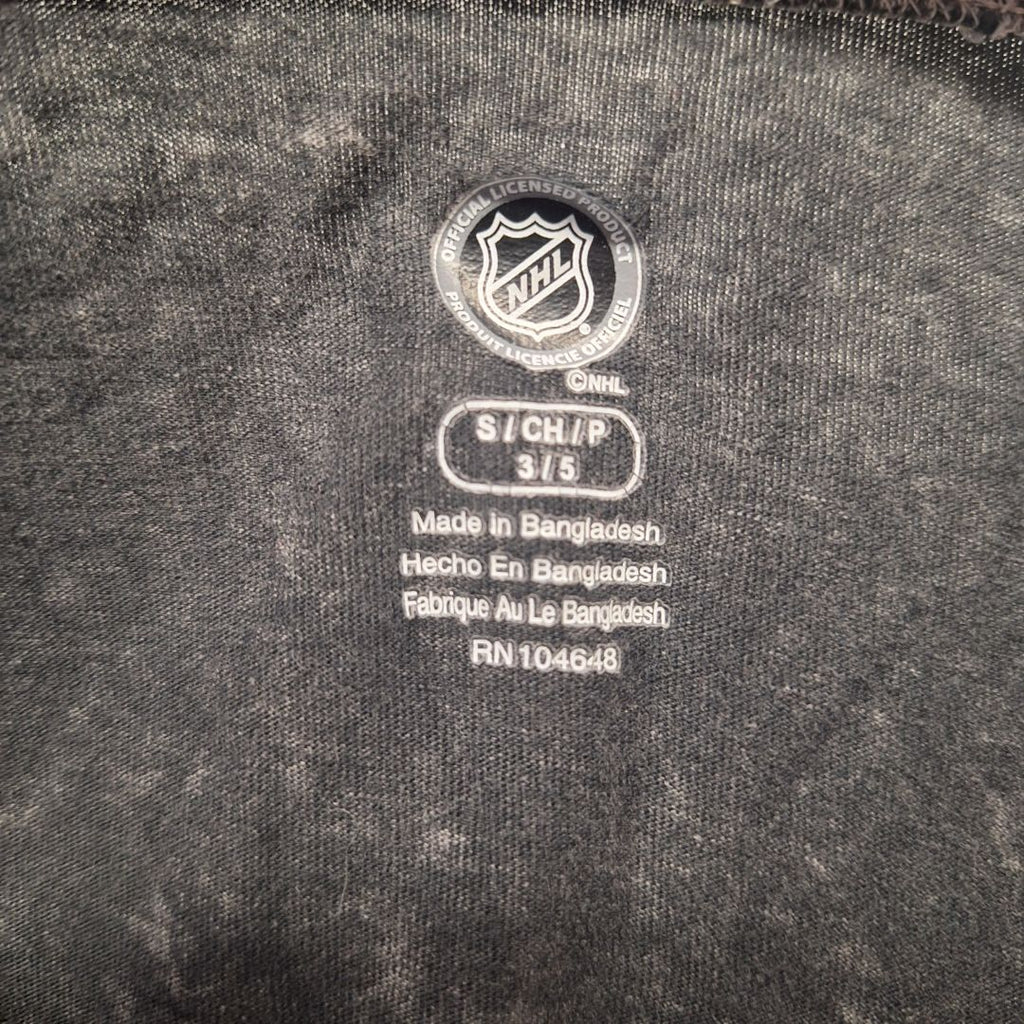 OFFICIAL LICENSED PRODUCT
NHL
®
PRODUIT LICENCIE OFFICIEL
©NHL
S / CH / P
3 / 5
Made in Bangladesh
Hecho En Bangladesh
Fabrique Au Le Bangladesh
RN 104648